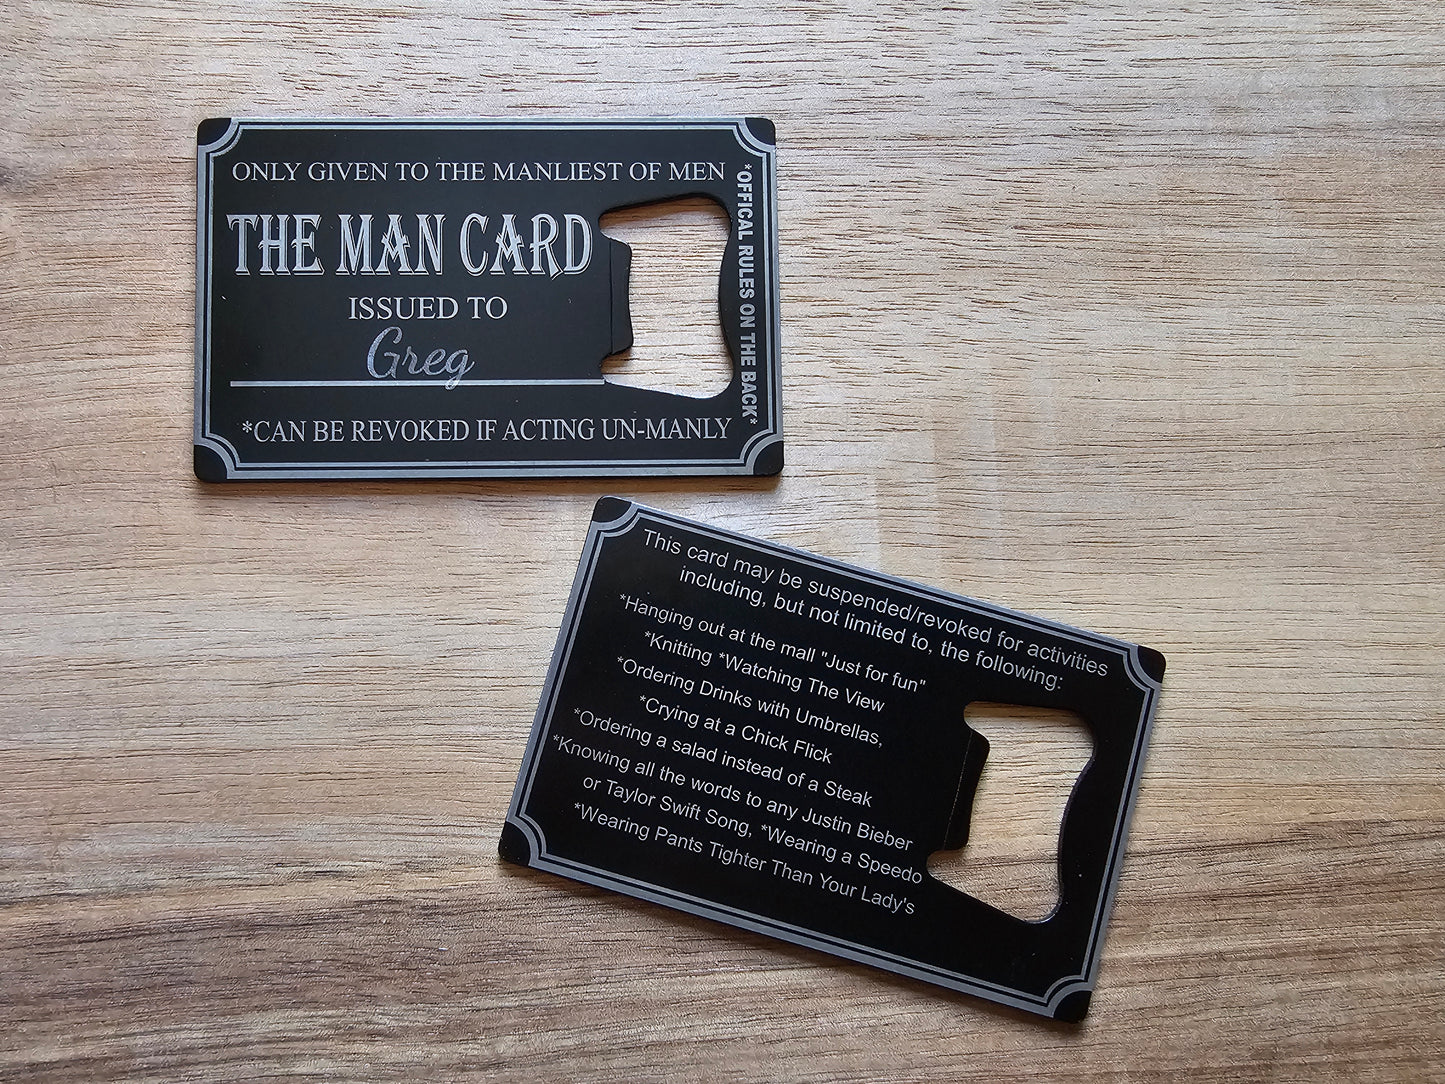 ONLY GIVEN TO THE MANLIEST OF MEN
THE MAN CARD
ISSUED TO
Greg
*CAN BE REVOKED IF ACTING UN-MANLY
*OFFICAL RULES ON THE BACK*
This card may be suspended/revoked for activities
including, but not limited to, the following:
*Hanging out at the mall "Just for fun"
*Knitting *Watching The View
*Ordering Drinks with Umbrellas,
*Crying at a Chick Flick
*Ordering a salad instead of a Steak
*Knowing all the words to any Justin Bieber
or Taylor Swift Song, *Wearing a Speedo
*Wearing Pants Tighter Than Your Lady's